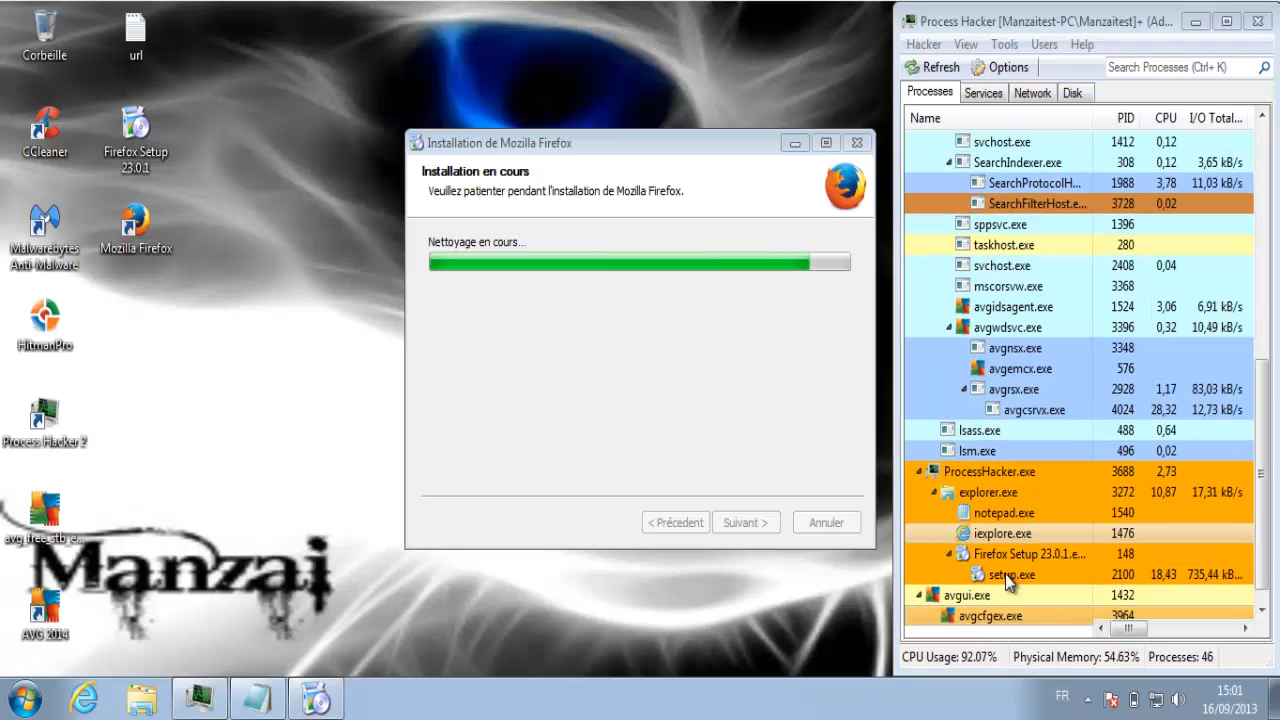 Corbeille
url
CCleaner
Firefox Setup
23.0.1
Malwarebytes
Anti-Malware
Mozilla Firefox
HitmanPro
Process Hacker 2
avg_free_stb_e...
Manzai
AVG 2014
Installation de Mozilla Firefox
Installation en cours
Veuillez patienter pendant l'installation de Mozilla Firefox.
Nettoyage en cours...
< Précedent
Suivant >
Annuler
Process Hacker [Manzaitest-PC\Manzaitest]+ (Ad...
Hacker View Tools Users Help
Refresh Options Search Processes (Ctrl+ K)
Processes Services Network Disk
Name PID CPU I/O Total...
svchost.exe 1412 0,12
SearchIndexer.exe 308 0,12 3,65 kB/s
SearchProtocolH... 1988 3,78 11,03 kB/s
SearchFilterHost.e... 3728 0,02
sppsvc.exe 1396
taskhost.exe 280
svchost.exe 2408 0,04
mscorsvw.exe 3368
avgidsagent.exe 1524 3,06 6,91 kB/s
avgwdsvc.exe 3396 0,32 10,49 kB/s
avgnsx.exe 3348
avgemcx.exe 576
avgrsx.exe 2928 1,17 83,03 kB/s
avgcsrvx.exe 4024 28,32 12,73 kB/s
lsass.exe 488 0,64
lsm.exe 496 0,02
ProcessHacker.exe 3688 2,73
explorer.exe 3272 10,87 17,31 kB/s
notepad.exe 1540
iexplore.exe 1476
Firefox Setup 23.0.1.e... 148
setup.exe 2100 18,43 735,44 kB...
avgui.exe 1432
avgcfgex.exe 3964
CPU Usage: 92.07% Physical Memory: 54.63% Processes: 46
FR
15:01
16/09/2013